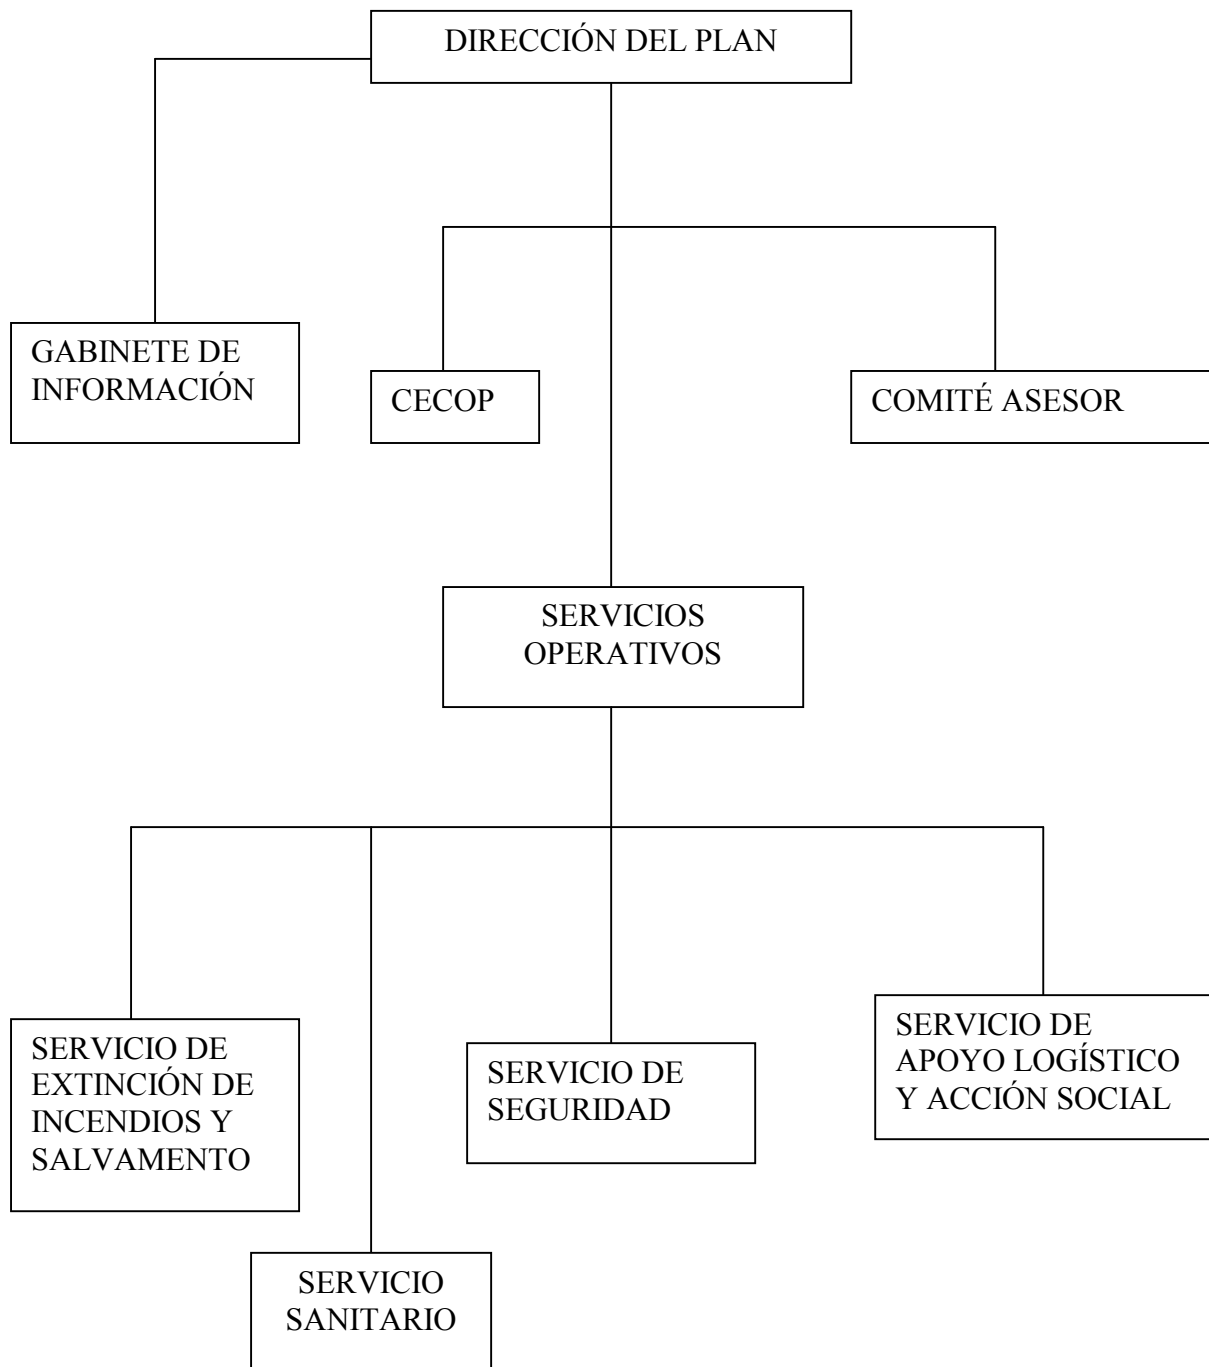 DIRECCIÓN DEL PLAN
GABINETE DE
INFORMACIÓN
CECOP
COMITÉ ASESOR
SERVICIOS
OPERATIVOS
SERVICIO DE
EXTINCIÓN DE
INCENDIOS Y
SALVAMENTO
SERVICIO DE
SEGURIDAD
SERVICIO DE
APOYO LOGÍSTICO
Y ACCIÓN SOCIAL
SERVICIO
SANITARIO